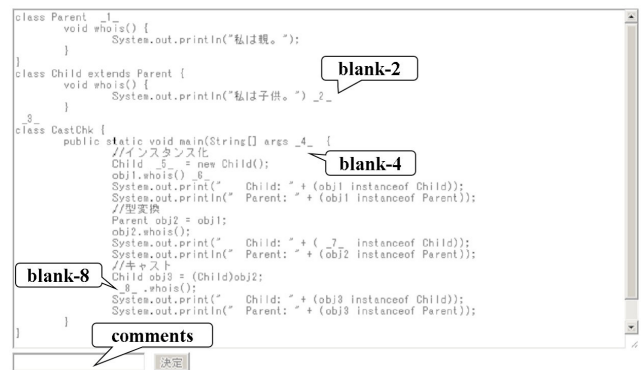 class Parent _1_
void whois() {
System.out.println("私は親。");
}
}
class Child extends Parent {
void whois() {
System.out.println("私は子供。") _2_
}
_3_
class CastChk {
public static void main(String[] args _4_ {
//インスタンス化
Child _5_ = new Child();
obj1.whois() _6_
System.out.print(" Child: " + (obj1 instanceof Child));
System.out.println(" Parent: " + (obj1 instanceof Parent));
//型変換
Parent obj2 = obj1;
obj2.whois();
System.out.print(" Child: " + ( _7_ instanceof Child));
System.out.println(" Parent: " + (obj2 instanceof Parent));
//キャスト
Child obj3 = (Child)obj2;
_8_ .whois();
System.out.print(" Child: " + (obj3 instanceof Child));
System.out.println(" Parent: " + (obj3 instanceof Parent));
}
}
blank-2
blank-4
blank-8
comments
決定